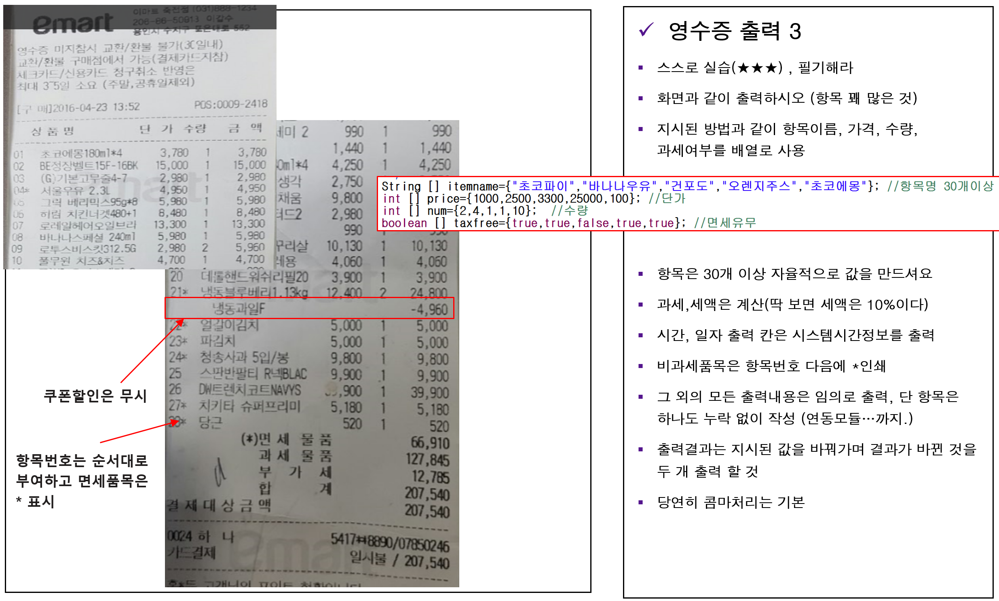 emart
이마트 죽전점 (031)888-1234
206-86-50913 이갑수
용인시 수지구 포은대로 552
영수증 미지참시 교환/환불 불가(30일내)
교환/환불 구매점에서 가능(결제카드지참)
체크카드/신용카드 청구취소 반영은
최대 3~5일 소요 (주말,공휴일제외)
[구 매]2016-04-23 13:52 POS:0009-2418
상 품 명 단 가 수량 금 액
01 초코에몽180ml*4 3,780 1 3,780
02 BE정장벨트15F-16BK 15,000 1 15,000
03 (G)기본고무줄4-7 2,980 1 2,980
04* 서울우유 2.3L 4,950 1 4,950
05 그릭 베리믹스95g*8 5,980 1 5,980
06 하림 치킨너겟480+1 8,480 1 8,480
07 로레알헤어오일브라 13,300 1 13,300
08 바나나스페셜 240ml 5,980 1 5,980
09 로투스비스킷312.5G 2,980 2 5,960
10 풀무원 치즈&치즈 4,700 1 4,700
세미 2 990 1 990
1,440 1 1,440
0ml*4 4,250 1 4,250
생각 2,750
채움 9,800
터드2 2,980
990
꾸리살 10,130 1 10,130
레용 4,060 1 4,060
20 데톨핸드워쉬리필20 3,900 1 3,900
21* 냉동블루베리1.13kg 12,400 2 24,800
냉동과일F -4,960
22* 얼갈이김치 5,000 1 5,000
23* 파김치 5,000 1 5,000
24* 청송사과 5입/봉 9,800 1 9,800
25 스판반팔티 R넥BLAC 9,900 1 9,900
26 DW트렌치코트NAVYS 39,900 1 39,900
27* 치키타 슈퍼프리미 5,180 1 5,180
28* 당근 520 1 520
(*)면 세 물 품 66,910
과 세 물 품 127,845
부 가 세 12,785
합 계 207,540
결 제 대 상 금 액 207,540
0024 하 나 5417**8890/07850246
카드결제 일시불 / 207,540
홍*든 고객님의 포인트 현황입니다
쿠폰할인은 무시
항목번호는 순서대로
부여하고 면세품목은
* 표시
✓ 영수증 출력 3
▪ 스스로 실습(★★★) , 필기해라
▪ 화면과 같이 출력하시오 (항목 꽤 많은 것)
▪ 지시된 방법과 같이 항목이름, 가격, 수량,
과세여부를 배열로 사용
String [] itemname={"초코파이","바나나우유","건포도","오렌지주스","초코에몽"}; //항목명 30개이상
int [] price={1000,2500,3300,25000,100}; //단가
int [] num={2,4,1,1,10}; //수량
boolean [] taxfree={true,true,false,true,true}; //면세유무
▪ 항목은 30개 이상 자율적으로 값을 만드셔요
▪ 과세,세액은 계산(딱 보면 세액은 10%이다)
▪ 시간, 일자 출력 칸은 시스템시간정보를 출력
▪ 비과세품목은 항목번호 다음에 *인쇄
▪ 그 외의 모든 출력내용은 임의로 출력, 단 항목은
하나도 누락 없이 작성 (연동모듈…까지.)
▪ 출력결과는 지시된 값을 바꿔가며 결과가 바뀐 것을
두 개 출력 할 것
▪ 당연히 콤마처리는 기본